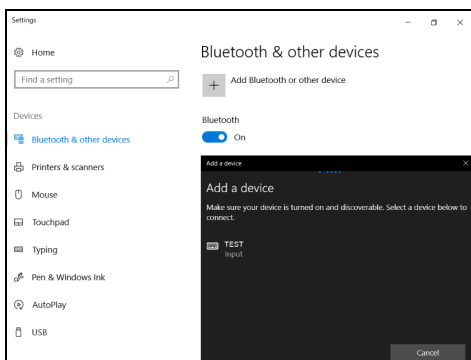 Settings
Home
Find a setting
Devices
Bluetooth & other devices
Printers & scanners
Mouse
Touchpad
Typing
Pen & Windows Ink
AutoPlay
USB
Bluetooth & other devices
Add Bluetooth or other device
Bluetooth
On
Add a device
Add a device
Make sure your device is turned on and discoverable. Select a device below to
connect.
TEST
Input
Cancel